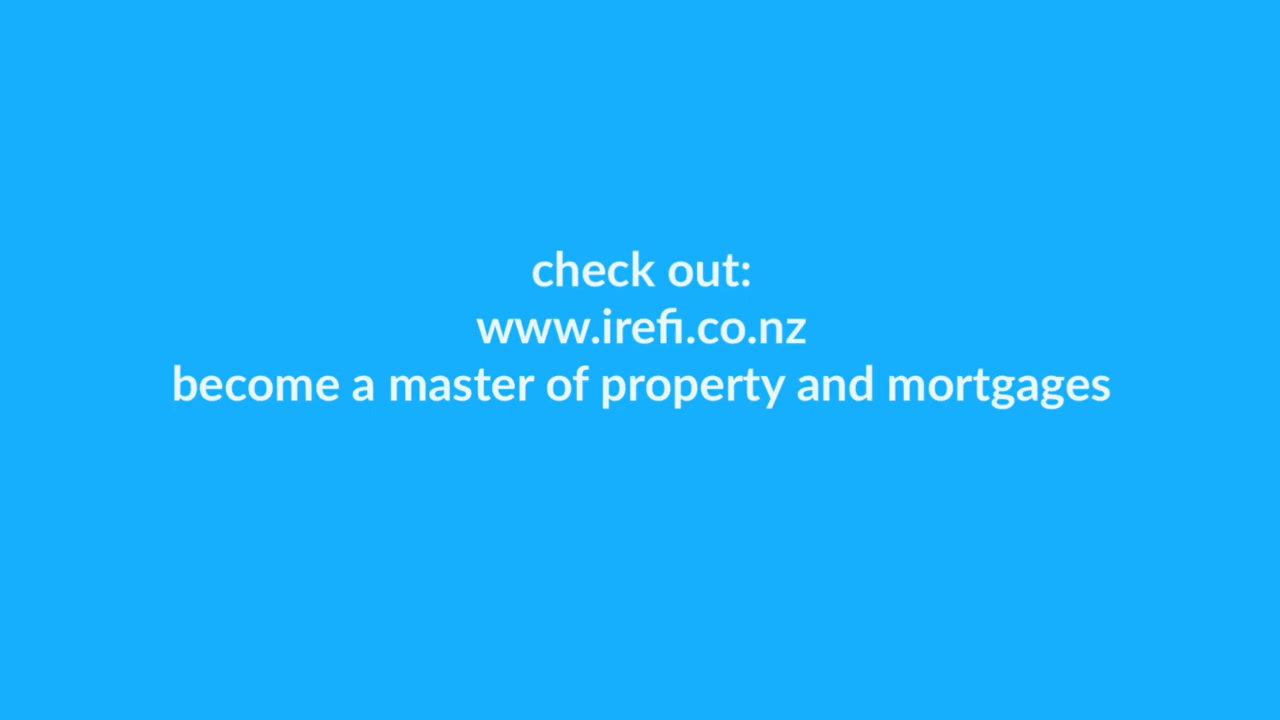 check out:
www.irefi.co.nz
become a master of property and mortgages